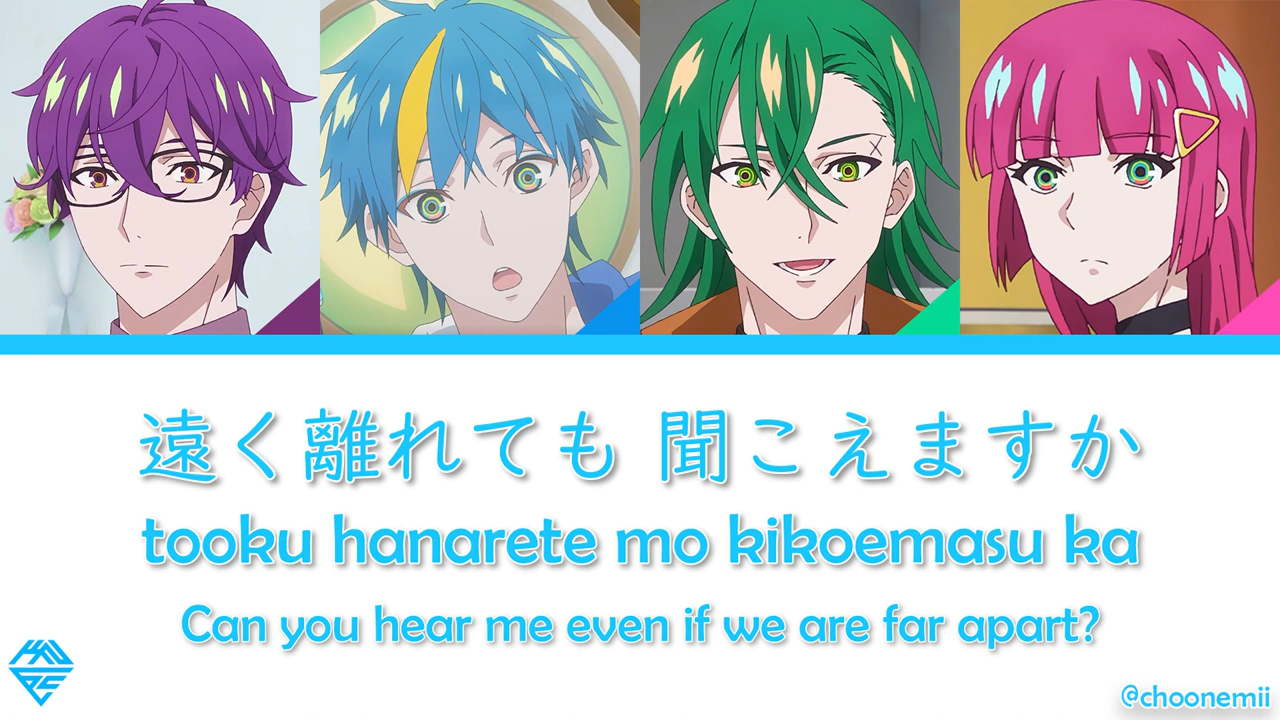 遠く離れても 聞こえますか
tooku hanarete mo kikoemasu ka
Can you hear me even if we are far apart?
@choonemii